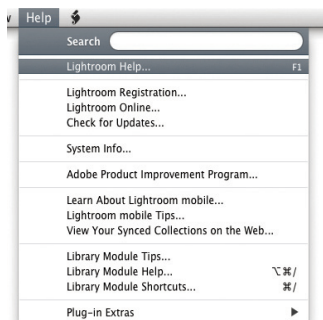 Help
Search
Lightroom Help... F1
Lightroom Registration...
Lightroom Online...
Check for Updates...
System Info...
Adobe Product Improvement Program...
Learn About Lightroom mobile...
Lightroom mobile Tips...
View Your Synced Collections on the Web...
Library Module Tips...
Library Module Help... ⌥⌘/
Library Module Shortcuts... ⌘/
Plug-in Extras ▶